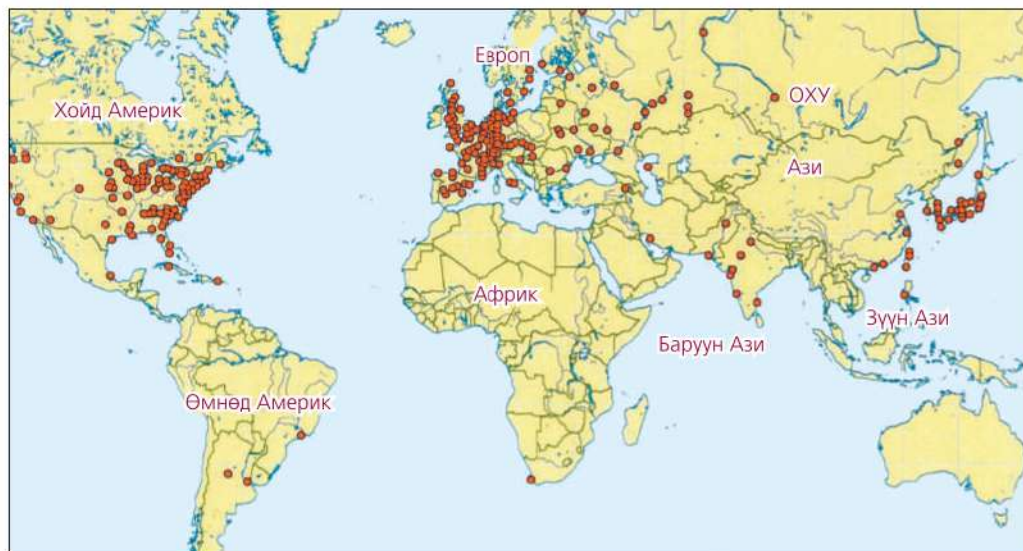 Европ
Хойд Америк
ОХУ
Ази
Африк
Зүүн Ази
Баруун Ази
Өмнөд Америк